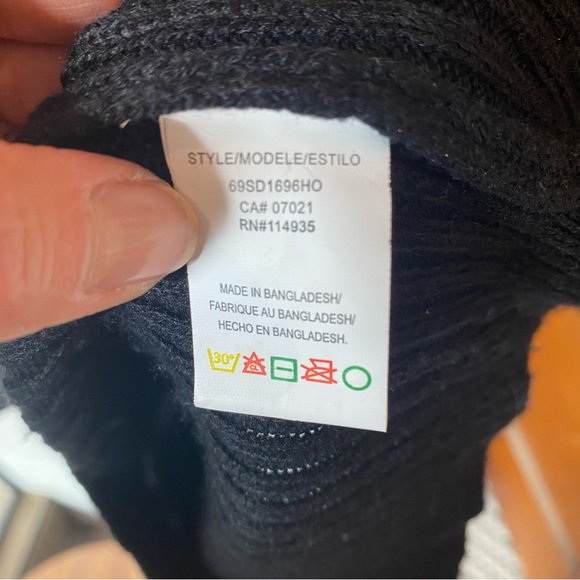 STYLE/MODELE/ESTILO
69SD1696HO
CA# 07021
RN#114935
MADE IN BANGLADESH/
FABRIQUE AU BANGLADESH/
HECHO EN BANGLADESH.
30°